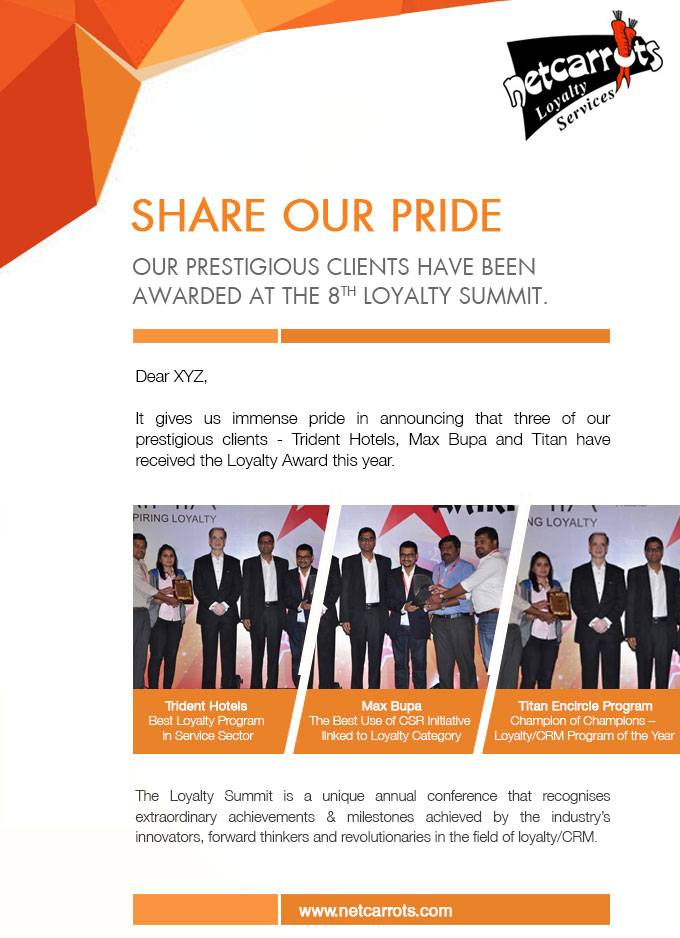 netcarrots
Loyalty
Services
SHARE OUR PRIDE
OUR PRESTIGIOUS CLIENTS HAVE BEEN
AWARDED AT THE 8TH LOYALTY SUMMIT.
Dear XYZ,
It gives us immense pride in announcing that three of our
prestigious clients - Trident Hotels, Max Bupa and Titan have
received the Loyalty Award this year.
PIRING LOYALTY
NG LOYALTY
Trident Hotels
Best Loyalty Program
in Service Sector
Max Bupa
The Best Use of CSR Initiative
linked to Loyalty Category
Titan Encircle Program
Champion of Champions –
Loyalty/CRM Program of the Year
The Loyalty Summit is a unique annual conference that recognises
extraordinary achievements & milestones achieved by the industry's
innovators, forward thinkers and revolutionaries in the field of loyalty/CRM.
www.netcarrots.com